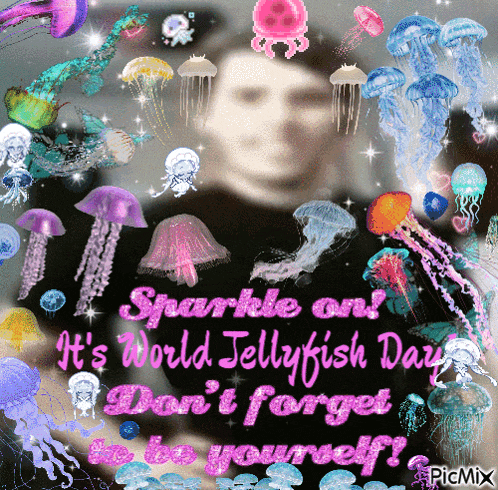 Sparkle on!
It's World Jellyfish Day
Don't forget
to be yourself!
PicMix